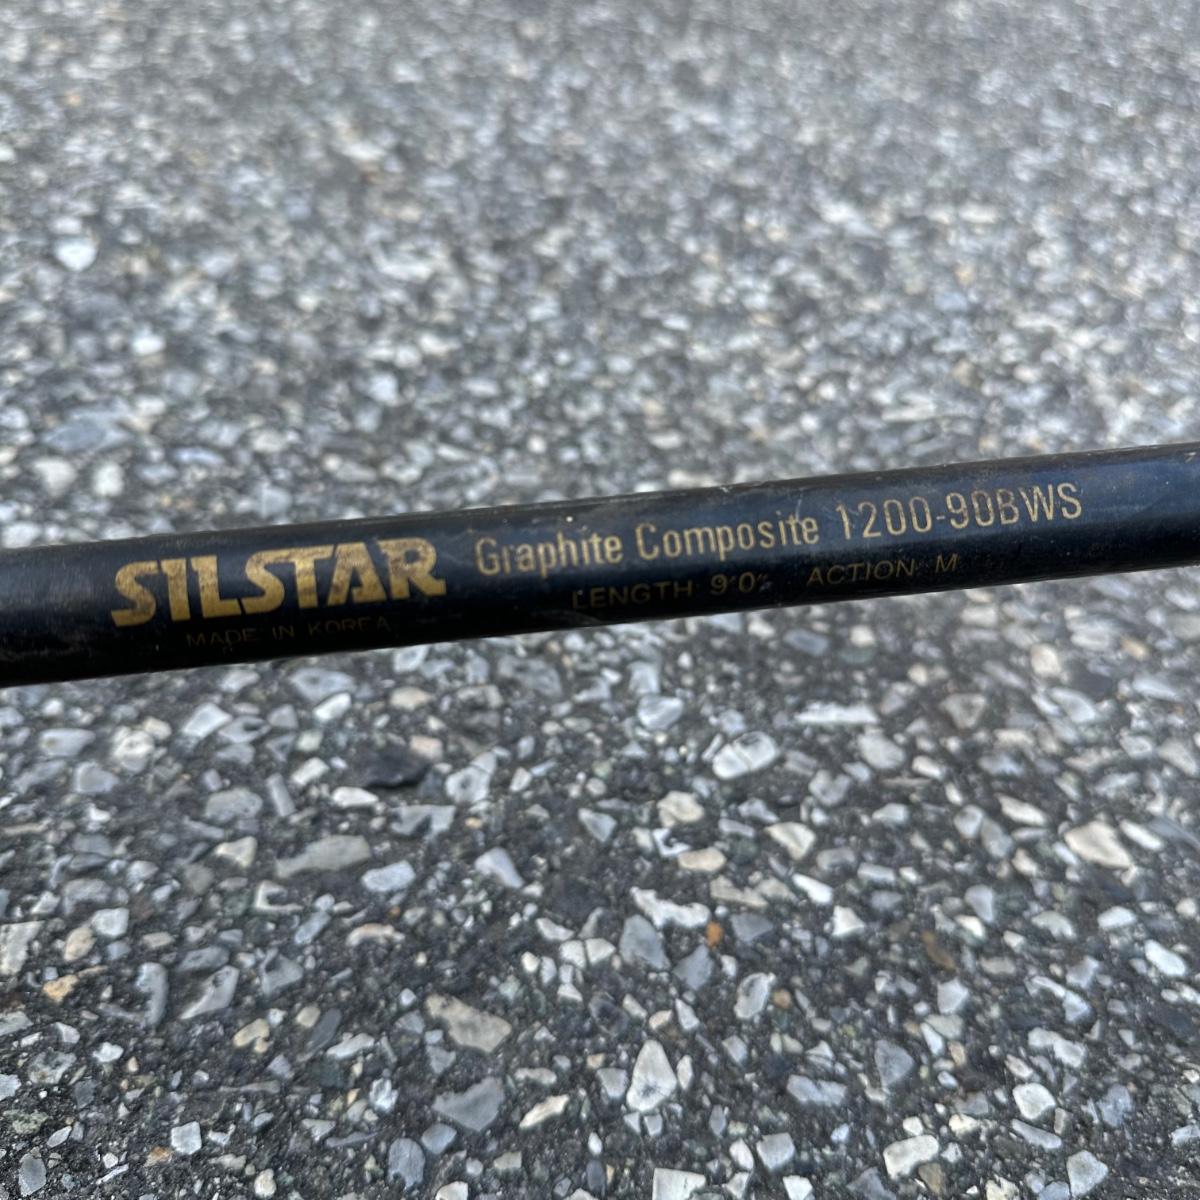 SILSTAR Graphite Composite 1200-90BWS
MADE IN KOREA LENGTH: 9'0" ACTION: M